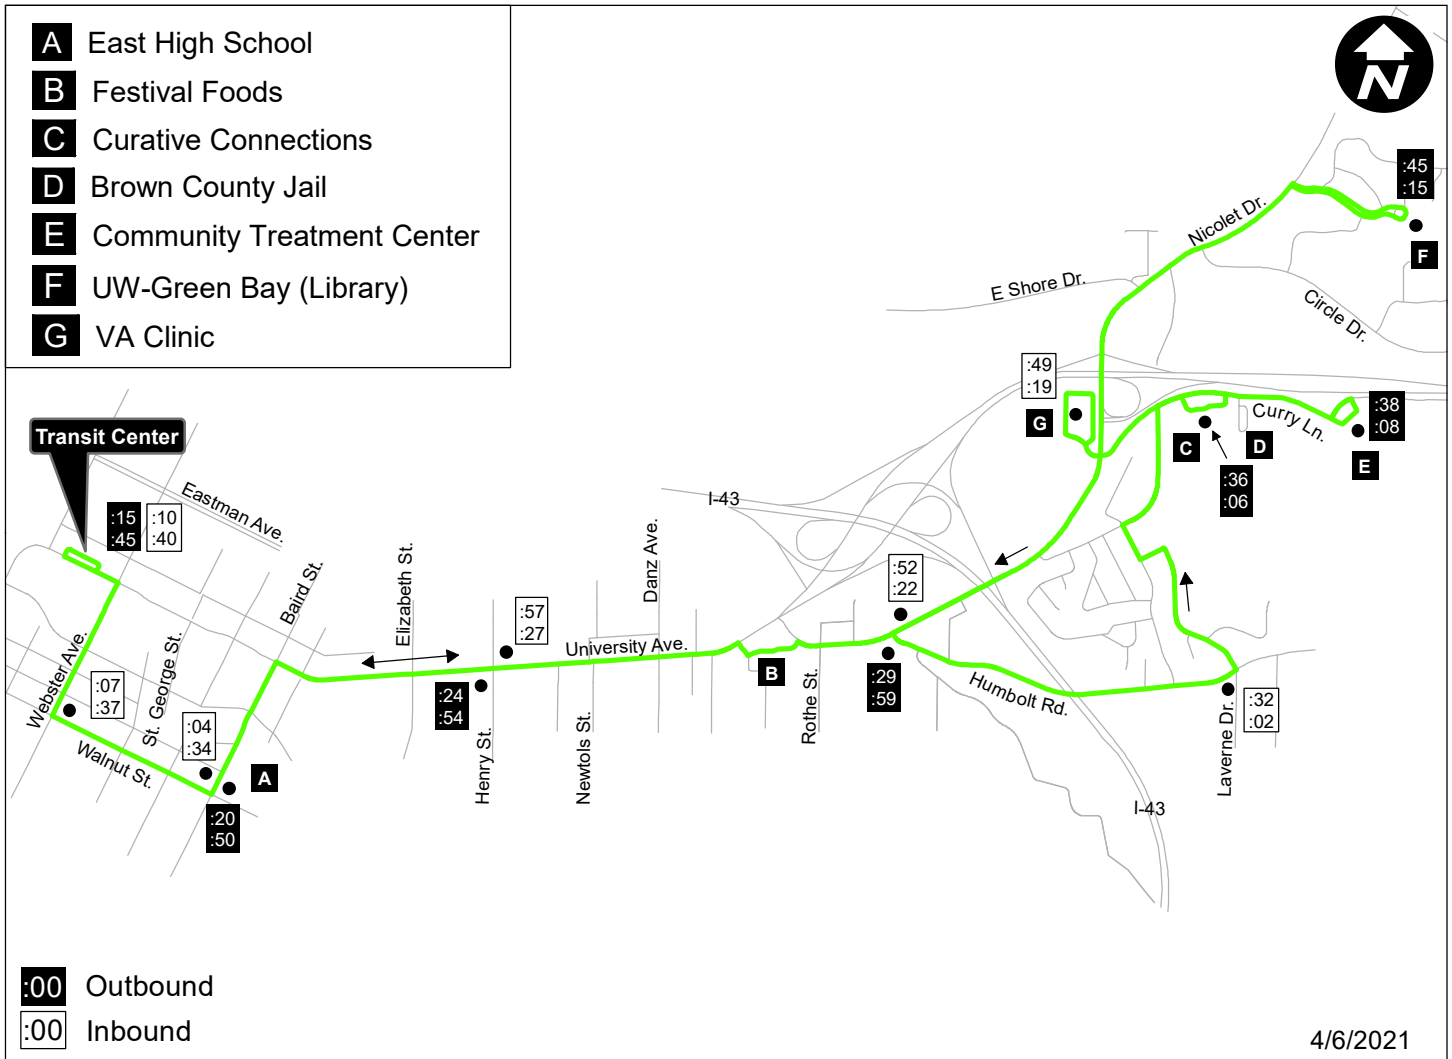 A East High School
B Festival Foods
C Curative Connections
D Brown County Jail
E Community Treatment Center
F UW-Green Bay (Library)
G VA Clinic
N
:45
:15
F
Nicolet Dr.
E Shore Dr.
Circle Dr.
:49
:19
G
C
D
Curry Ln.
:38
:08
E
:36
:06
Transit Center
:15
:45
:10
:40
Eastman Ave.
I-43
Baird St.
Elizabeth St.
Danz Ave.
:57
:27
:52
:22
University Ave.
B
Webster Ave.
:07
:37
St. George St.
:04
:34
Walnut St.
A
:20
:50
:24
:54
Henry St.
Newtols St.
Rothe St.
:29
:59
Humbolt Rd.
Laverne Dr.
:32
:02
I-43
:00 Outbound
:00 Inbound
4/6/2021